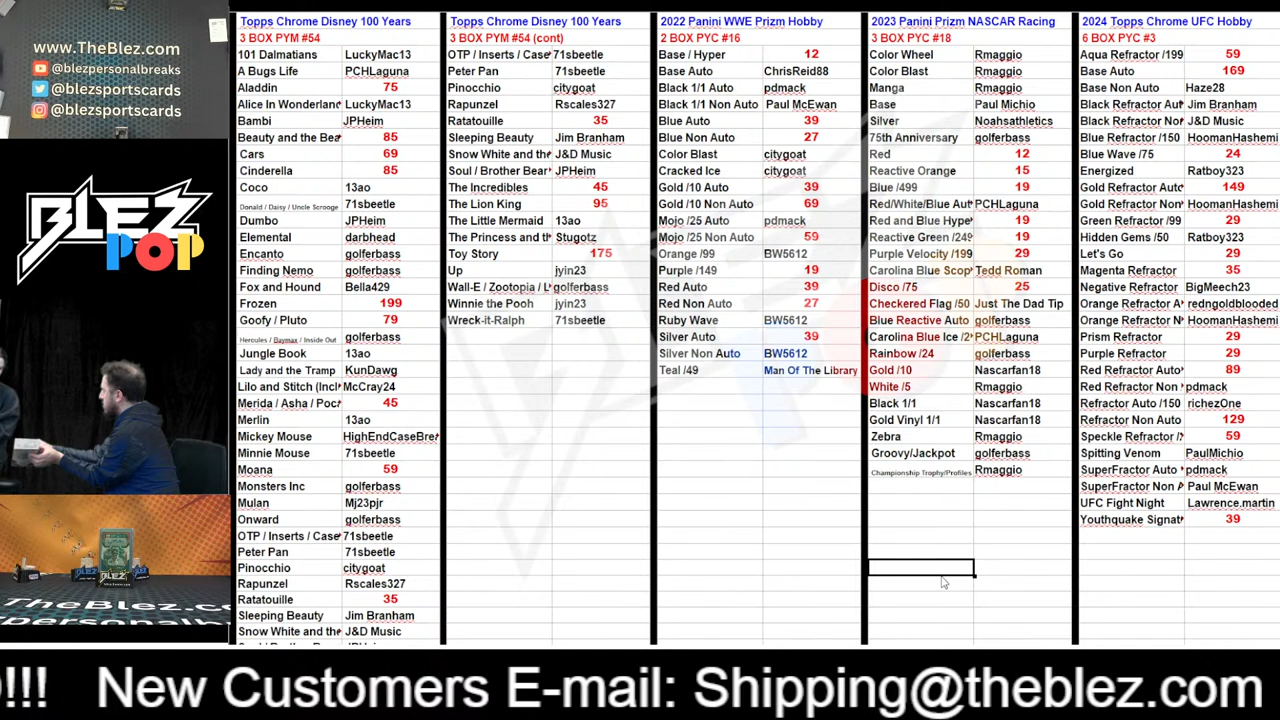 www.TheBlez.com
@blezpersonalbreaks
@blezsportscards
BLEZ
POP
BLEZ
Topps Chrome Disney 100 Years
3 BOX PYM #54
101 Dalmatians LuckyMac13
A Bugs Life PCHLaguna
Aladdin 75
Alice In Wonderlan LuckyMac13
Bambi JPHeim
Beauty and the Bea 85
Cars 69
Cinderella 85
Coco 13ao
Donald / Daisy / Uncle Scrooge 71sbeetle
Dumbo JPHeim
Elemental darbhead
Encanto golferbass
Finding Nemo golferbass
Fox and Hound Bella429
Frozen 199
Goofy / Pluto 79
Hercules / Baymax / Inside Out golferbass
Jungle Book 13ao
Lady and the Tramp KunDawg
Lilo and Stitch (Incl McCray24
Merida / Asha / Poc 45
Merlin 13ao
Mickey Mouse HighEndCaseBre
Minnie Mouse 71sbeetle
Moana 59
Monsters Inc golferbass
Mulan Mj23pjr
Onward golferbass
OTP / Inserts / Case 71sbeetle
Peter Pan 71sbeetle
Pinocchio citygoat
Rapunzel Rscales327
Ratatouille 35
Sleeping Beauty Jim Branham
Snow White and the J&D Music
Topps Chrome Disney 100 Years
3 BOX PYM #54 (cont)
OTP / Inserts / Case 71sbeetle
Peter Pan 71sbeetle
Pinocchio citygoat
Rapunzel Rscales327
Ratatouille 35
Sleeping Beauty Jim Branham
Snow White and the J&D Music
Soul / Brother Bear JPHeim
The Incredibles 45
The Lion King 95
The Little Mermaid 13ao
The Princess and th Stugotz
Toy Story 175
Up jyin23
Wall-E / Zootopia / L golferbass
Winnie the Pooh jyin23
Wreck-it-Ralph 71sbeetle
2022 Panini WWE Prizm Hobby
2 BOX PYC #16
Base / Hyper 12
Base Auto ChrisReid88
Black 1/1 Auto pdmack
Black 1/1 Non Auto Paul McEwan
Blue Auto 39
Blue Non Auto 27
Color Blast citygoat
Cracked Ice citygoat
Gold /10 Auto 39
Gold /10 Non Auto 69
Mojo /25 Auto pdmack
Mojo /25 Non Auto 59
Orange /99 BW5612
Purple /149 19
Red Auto 39
Red Non Auto 27
Ruby Wave BW5612
Silver Auto 39
Silver Non Auto BW5612
Teal /49 Man Of The Library
2023 Panini Prizm NASCAR Racing
3 BOX PYC #18
Color Wheel Rmaggio
Color Blast Rmaggio
Manga Rmaggio
Base Paul Michio
Silver Noahsathletics
75th Anniversary golferbass
Red 12
Reactive Orange 15
Blue /499 19
Red/White/Blue Aut PCHLaguna
Red and Blue Hype 19
Reactive Green /249 19
Purple Velocity /199 29
Carolina Blue Scop Tedd Roman
Disco /75 25
Checkered Flag /50 Just The Dad Tip
Blue Reactive Auto golferbass
Carolina Blue Ice /2 PCHLaguna
Rainbow /24 golferbass
Gold /10 Nascarfan18
White /5 Rmaggio
Black 1/1 Nascarfan18
Gold Vinyl 1/1 Nascarfan18
Zebra Rmaggio
Groovy/Jackpot golferbass
Championship Trophy/Profiles Rmaggio
2024 Topps Chrome UFC Hobby
6 BOX PYC #3
Aqua Refractor /199 59
Base Auto 169
Base Non Auto Haze28
Black Refractor Au Jim Branham
Black Refractor No J&D Music
Blue Refractor /150 HoomanHashemi
Blue Wave /75 24
Energized Ratboy323
Gold Refractor Aut 149
Gold Refractor Non HoomanHashemi
Green Refractor /99 29
Hidden Gems /50 Ratboy323
Let's Go 29
Magenta Refractor 35
Negative Refractor BigMeech23
Orange Refractor A redngoldblooded
Orange Refractor N HoomanHashemi
Prism Refractor 29
Purple Refractor 29
Red Refractor Auto 89
Red Refractor Non pdmack
Refractor Auto /150 richezOne
Refractor Non Auto 129
Speckle Refractor / 59
Spitting Venom PaulMichio
SuperFractor Auto pdmack
SuperFractor Non A Paul McEwan
UFC Fight Night Lawrence.martin
Youthquake Signat 39
!!! New Customers E-mail: Shipping@theblez.com